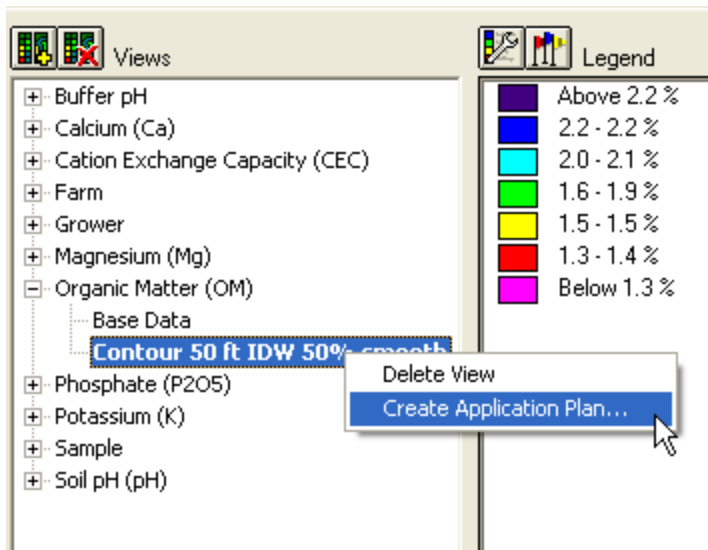 Views
Buffer pH
Calcium (Ca)
Cation Exchange Capacity (CEC)
Farm
Grower
Magnesium (Mg)
Organic Matter (OM)
Base Data
Contour 50 ft IDW 50% smooth
Phosphate (P2O5)
Potassium (K)
Sample
Soil pH (pH)
Delete View
Create Application Plan...
Legend
Above 2.2 %
2.2 - 2.2 %
2.0 - 2.1 %
1.6 - 1.9 %
1.5 - 1.5 %
1.3 - 1.4 %
Below 1.3 %